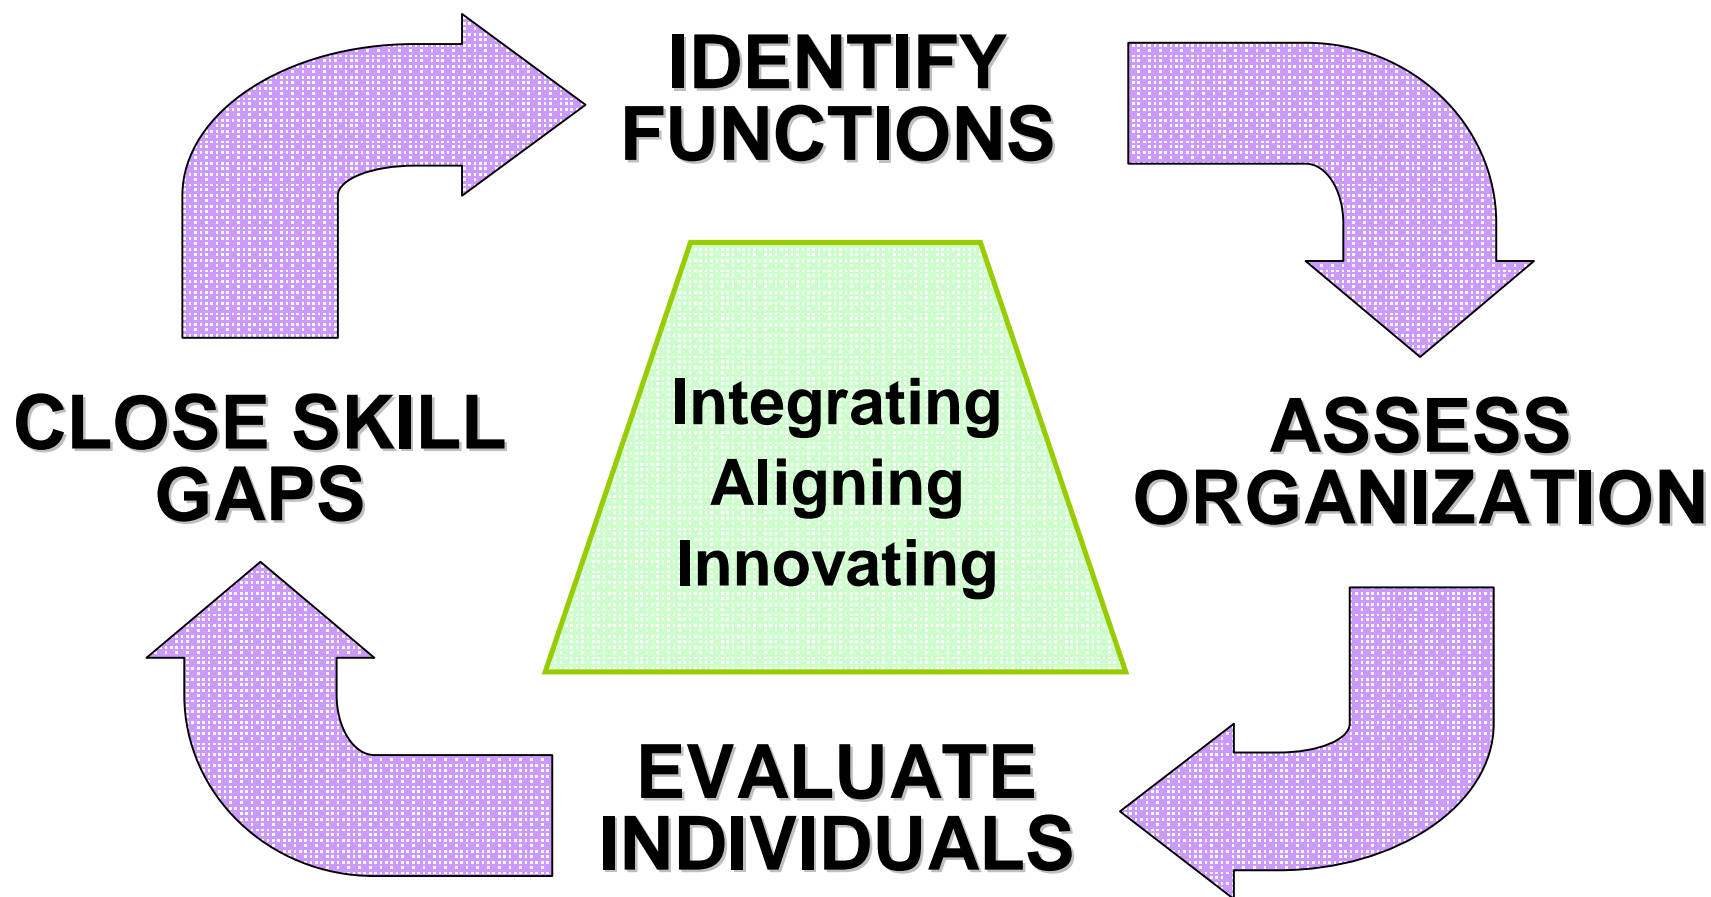 IDENTIFY
FUNCTIONS
CLOSE SKILL
GAPS
Integrating
Aligning
Innovating
ASSESS
ORGANIZATION
EVALUATE
INDIVIDUALS